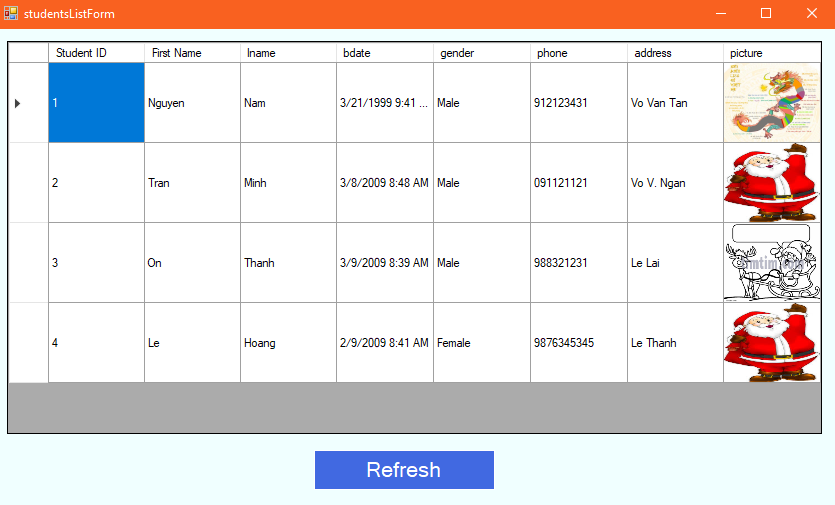 studentsListForm
Student ID First Name lname bdate gender phone address picture
1 Nguyen Nam 3/21/1999 9:41 ... Male 912123431 Vo Van Tan
2 Tran Minh 3/8/2009 8:48 AM Male 091121121 Vo V. Ngan
3 On Thanh 3/9/2009 8:39 AM Male 988321231 Le Lai
4 Le Hoang 2/9/2009 8:41 AM Female 9876345345 Le Thanh
Refresh